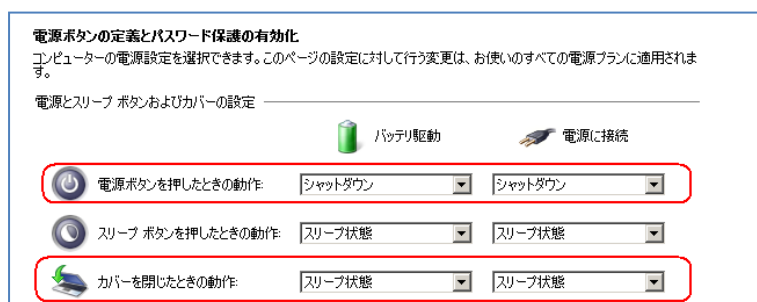 電源ボタンの定義とパスワード保護の有効化
コンピューターの電源設定を選択できます。このページの設定に対して行う変更は、お使いのすべての電源プランに適用されま
す。
電源とスリープ ボタンおよびカバーの設定
バッテリ駆動 電源に接続
電源ボタンを押したときの動作: シャットダウン シャットダウン
スリープ ボタンを押したときの動作: スリープ状態 スリープ状態
カバーを閉じたときの動作: スリープ状態 スリープ状態